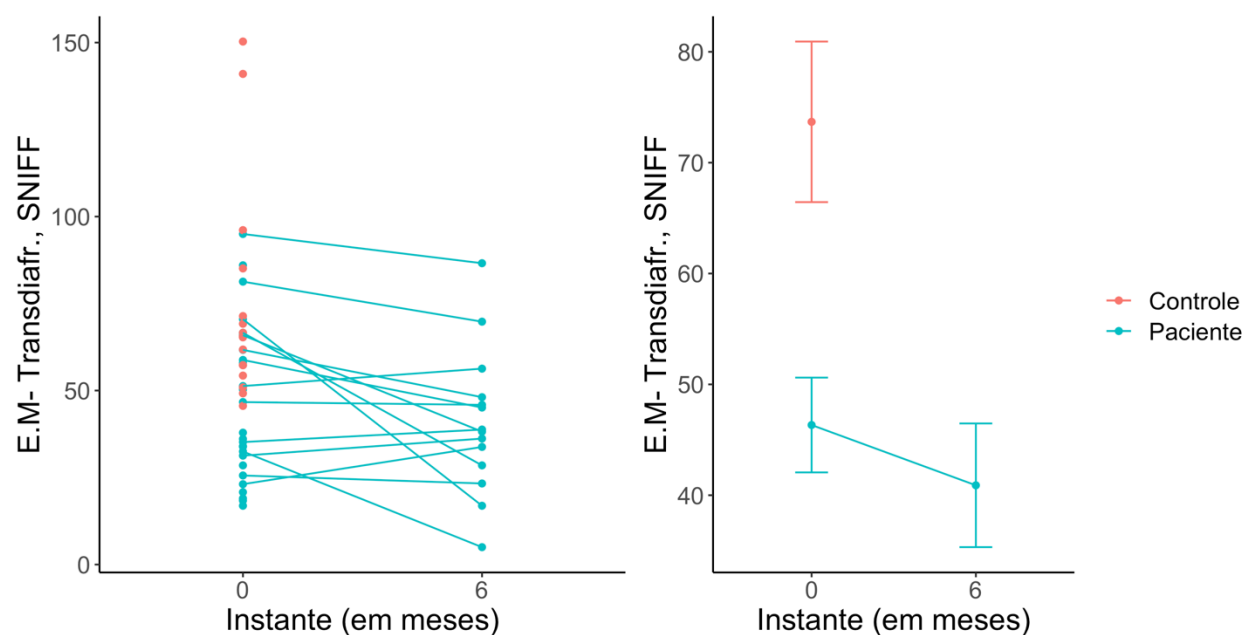 E.M- Transdiafr., SNIFF
150
100
50
0
0
6
Instante (em meses)
E.M- Transdiafr., SNIFF
80
70
60
50
40
0
6
Instante (em meses)
Controle
Paciente